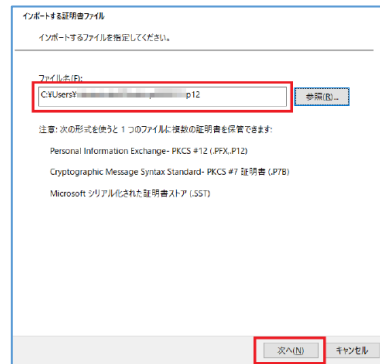 インポートする証明書ファイル
インポートするファイルを指定してください。
ファイル名(F):
C:¥Users¥ p12
参照(R)...
注意: 次の形式を使うと 1 つのファイルに複数の証明書を保管できます:
Personal Information Exchange- PKCS #12 (.PFX,.P12)
Cryptographic Message Syntax Standard- PKCS #7 証明書 (.P7B)
Microsoft シリアル化された証明書ストア (.SST)
次へ(N)
キャンセル